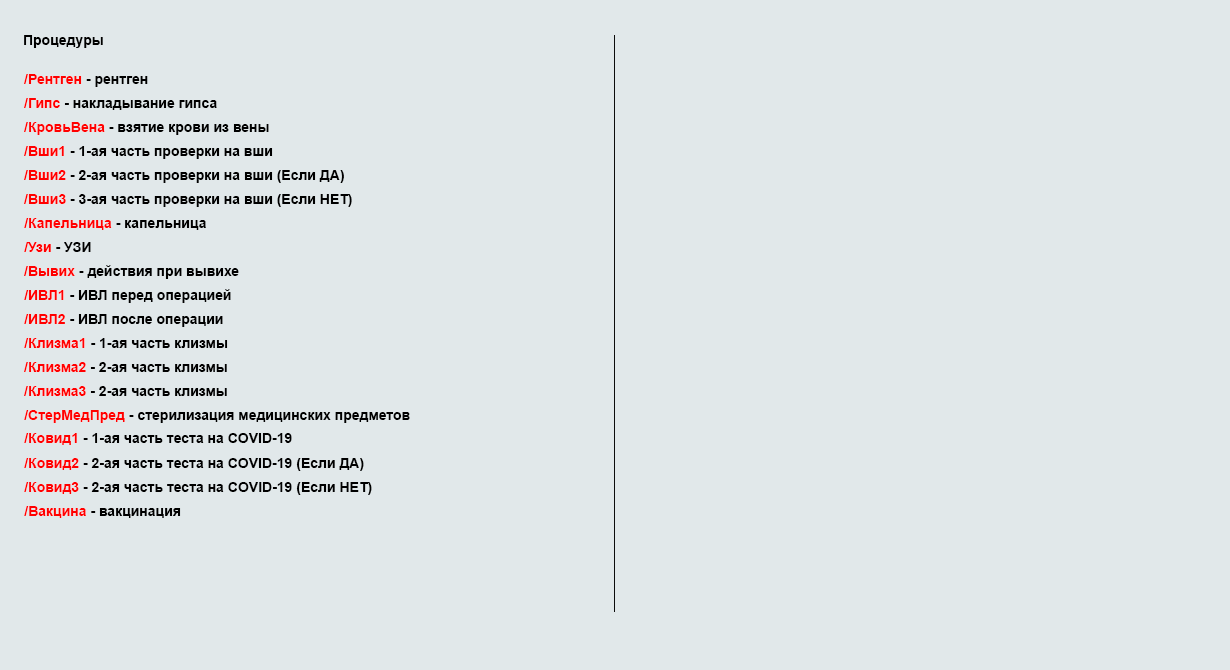 Процедуры
/Рентген - рентген
/Гипс - накладывание гипса
/КровьВена - взятие крови из вены
/Вши1 - 1-ая часть проверки на вши
/Вши2 - 2-ая часть проверки на вши (Если ДА)
/Вши3 - 3-ая часть проверки на вши (Если НЕТ)
/Капельница - капельница
/Узи - УЗИ
/Вывих - действия при вывихе
/ИВЛ1 - ИВЛ перед операцией
/ИВЛ2 - ИВЛ после операции
/Клизма1 - 1-ая часть клизмы
/Клизма2 - 2-ая часть клизмы
/Клизма3 - 2-ая часть клизмы
/СтерМедПред - стерилизация медицинских предметов
/Ковид1 - 1-ая часть теста на COVID-19
/Ковид2 - 2-ая часть теста на COVID-19 (Если ДА)
/Ковид3 - 2-ая часть теста на COVID-19 (Если НЕТ)
/Вакцина - вакцинация